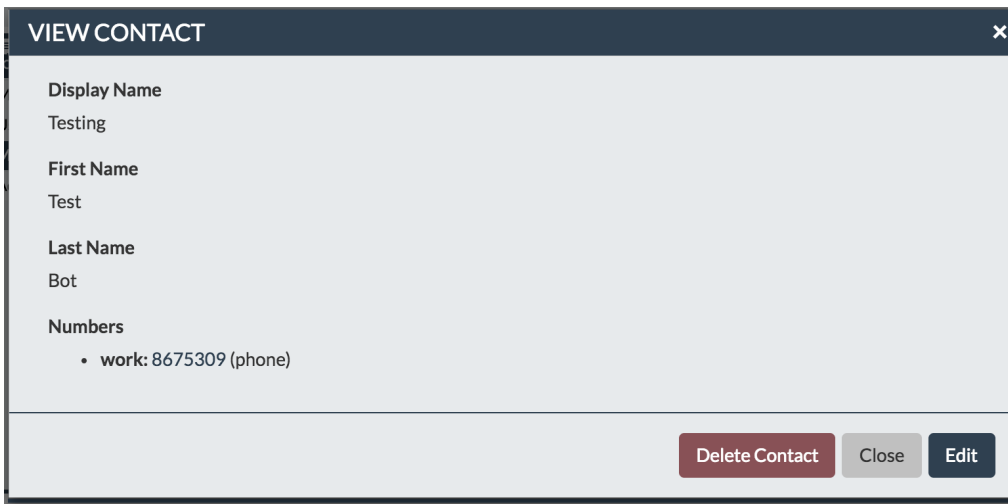 VIEW CONTACT ×
Display Name
Testing
First Name
Test
Last Name
Bot
Numbers
• work: 8675309 (phone)
Delete Contact Close Edit